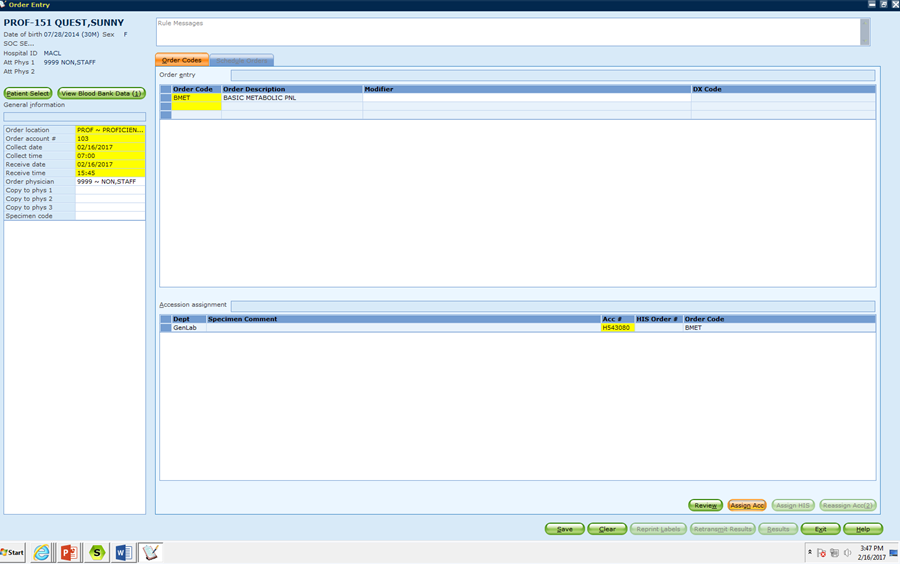 Order Entry
PROF-151 QUEST,SUNNY
Date of birth 07/28/2014 (30M) Sex F
SOC SE...
Hospital ID MACL
Att Phys 1 9999 NON,STAFF
Att Phys 2
Patient Select View Blood Bank Data (1)
General information
Order location PROF ~ PROFICIEN...
Order account # 103
Collect date 02/16/2017
Collect time 07:00
Receive date 02/16/2017
Receive time 15:45
Order physician 9999 ~ NON,STAFF
Copy to phys 1
Copy to phys 2
Copy to phys 3
Specimen code
Rule Messages
Order Codes Schedule Orders
Order entry
Order Code Order Description Modifier DX Code
BMET BASIC METABOLIC PNL
Accession assignment
Dept Specimen Comment Acc # HIS Order # Order Code
GenLab H543080 BMET
Review Assign Acc Assign HIS Reassign Acc(2)
Save Clear Reprint Labels Retransmit Results Results Exit Help
Start
3:47 PM
2/16/2017